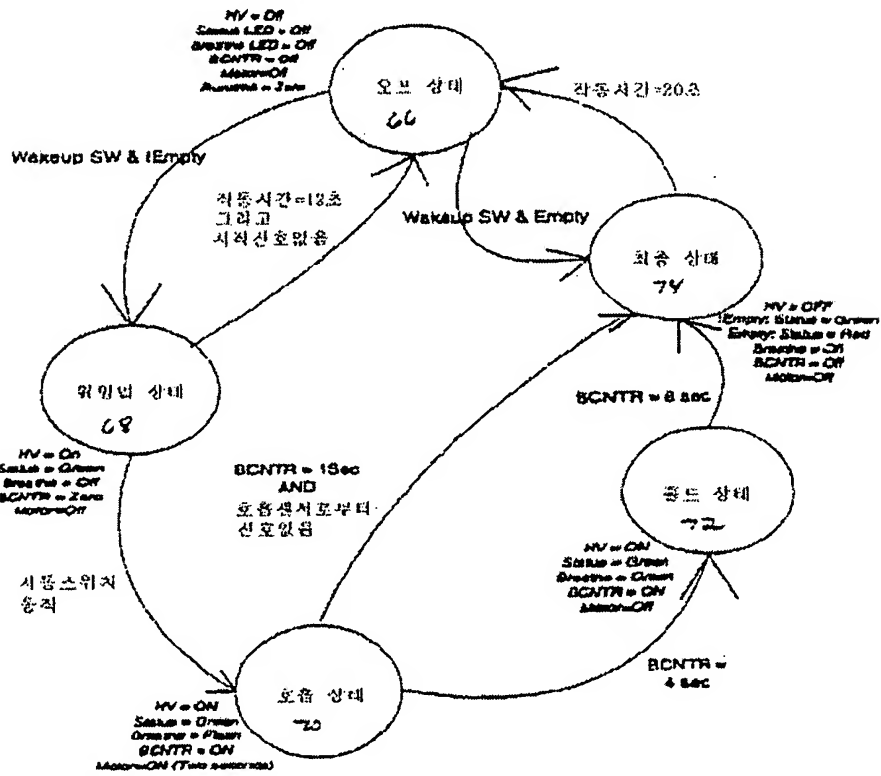 HV = Off
Status LED = Off
Breathe LED = Off
BCNTR = Off
Motor=Off
Runtime = Zero
오프 상태
66
작동시간=20초
Wakeup SW & !Empty
작동시간=12초
그리고
시작신호없음
Wakeup SW & Empty
최종 상태
74
HV = OFF
!Empty: Status = Green
Empty: Status = Red
Breathe = On
BCNTR = Off
Motor=Off
워밍업 상태
68
HV = On
Status = Green
Breathe = Off
BCNTR = Zero
Motor=Off
BCNTR = 8 sec
BCNTR = 1Sec
AND
호흡센서로부터
신호없음
홀드 상태
72
HV = ON
Status = Green
Breathe = Green
BCNTR = ON
Motor=Off
시동스위치
동작
BCNTR =
4 sec
호흡 상태
70
HV = ON
Status = Green
Breathe = Flash
BCNTR = ON
Motor=ON (Two seconds)